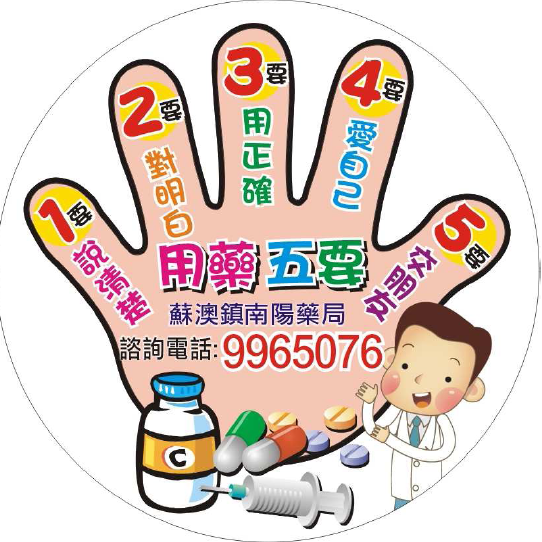 1要
說清楚
2要
對明白
3要
用正確
4要
愛自己
5要
交朋友
用藥五要
蘇澳鎮南陽藥局
諮詢電話:9965076
C